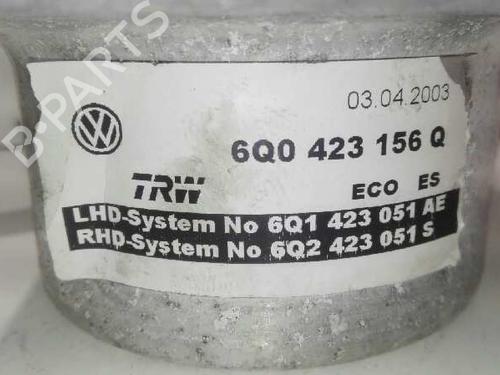 B-PARTS
03.04.2003
6Q0 423 156 Q
TRW
ECO ES
LHD-System No 6Q1 423 051 AE
RHD-System No 6Q2 423 051 S